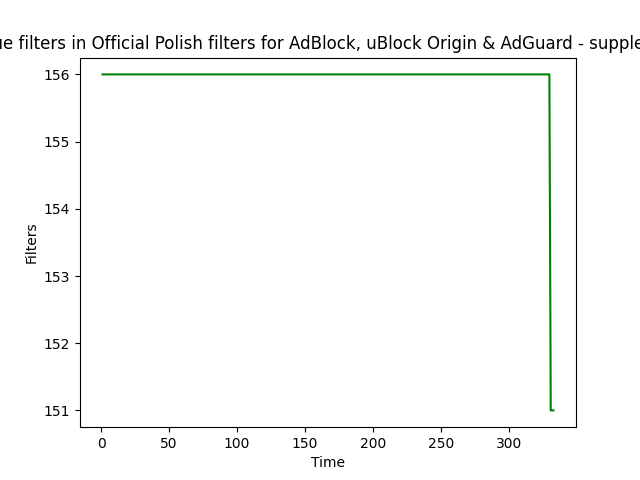 ue filters in Official Polish filters for AdBlock, uBlock Origin & AdGuard - supple
156
155
154
153
152
151
Filters
0 50 100 150 200 250 300
Time